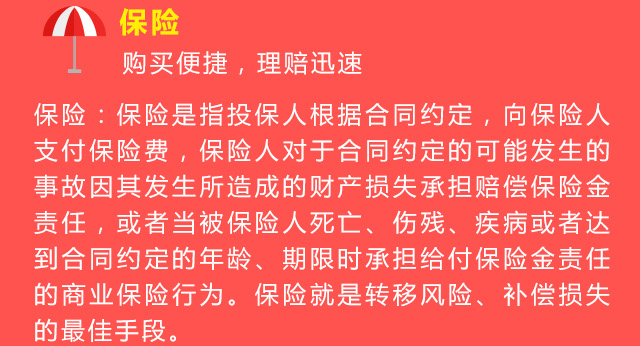 保险
购买便捷，理赔迅速
保险：保险是指投保人根据合同约定，向保险人
支付保险费，保险人对于合同约定的可能发生的
事故因其发生所造成的财产损失承担赔偿保险金
责任，或者当被保险人死亡、伤残、疾病或者达
到合同约定的年龄、期限时承担给付保险金责任
的商业保险行为。保险就是转移风险、补偿损失
的最佳手段。